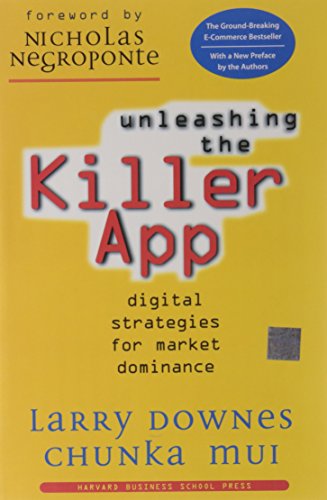 foreword by
NICHOLAS
NEGROPONTE
The Ground-Breaking
E-Commerce Bestseller
With a New Preface
by the Authors
unleashing
the
Killer
App
digital
strategies
for market
dominance
LARRY DOWNES
CHUNKA MUI
HARVARD BUSINESS SCHOOL PRESS